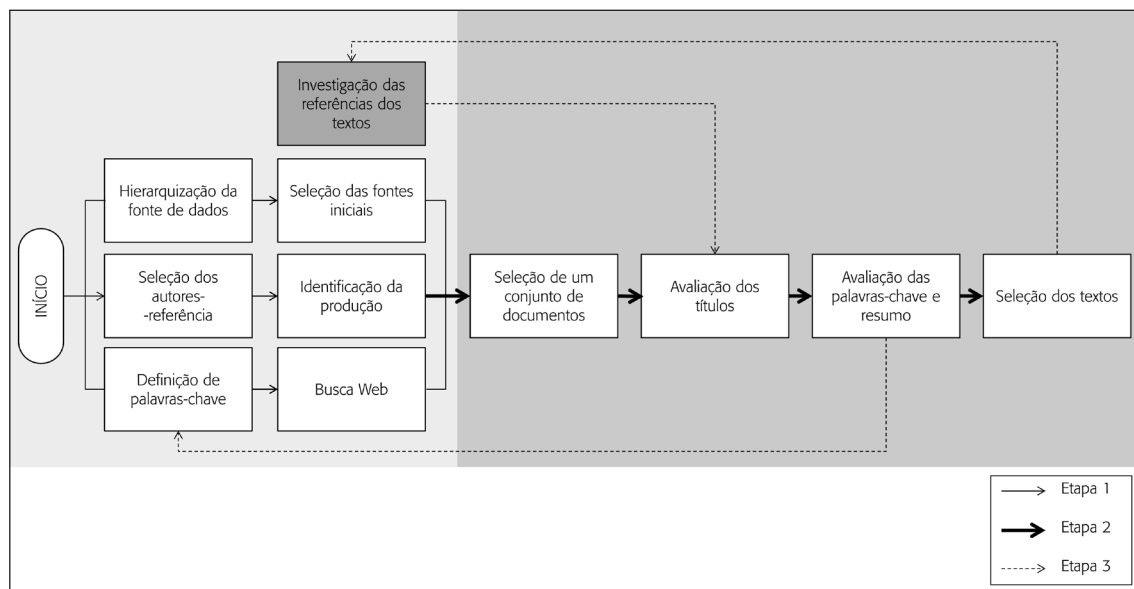 Investigação das
referências dos
textos
Hierarquização da
fonte de dados
Seleção das fontes
iniciais
INÍCIO
Seleção dos
autores-
-referência
Identificação da
produção
Seleção de um
conjunto de
documentos
Avaliação dos
títulos
Avaliação das
palavras-chave e
resumo
Seleção dos textos
Definição de
palavras-chave
Busca Web
Etapa 1
Etapa 2
Etapa 3